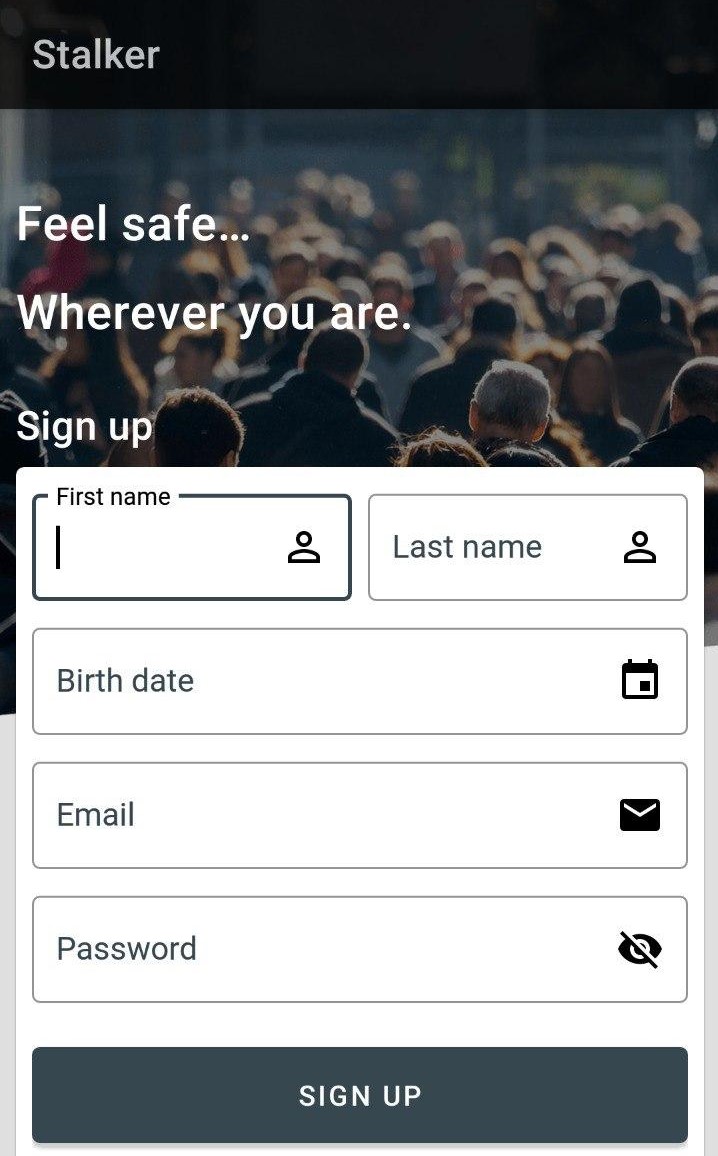 Stalker
Feel safe...
Wherever you are.
Sign up
First name
Last name
Birth date
Email
Password
SIGN UP